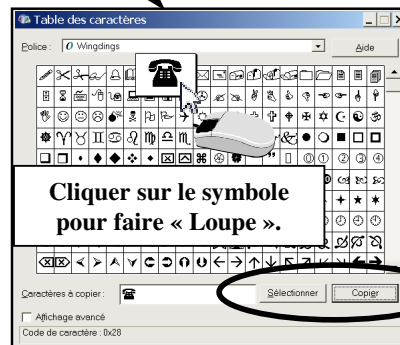 Table des caractères
Police : Wingdings Aide
Cliquer sur le symbole
pour faire « Loupe ».
Caractères à copier : ☎ Sélectionner Copier
Affichage avancé
Code de caractère : 0x28